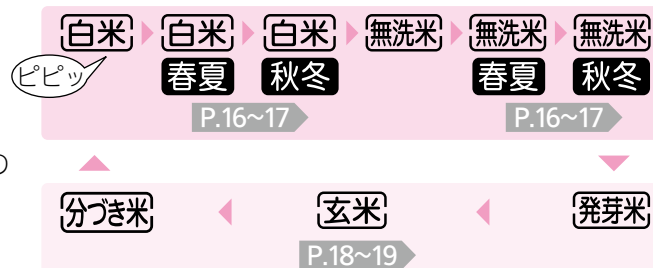 白米 白米 白米 無洗米 無洗米 無洗米
ピピッ 春夏 秋冬 春夏 秋冬
P.16~17 P.16~17
分づき米 玄米 発芽米
P.18~19